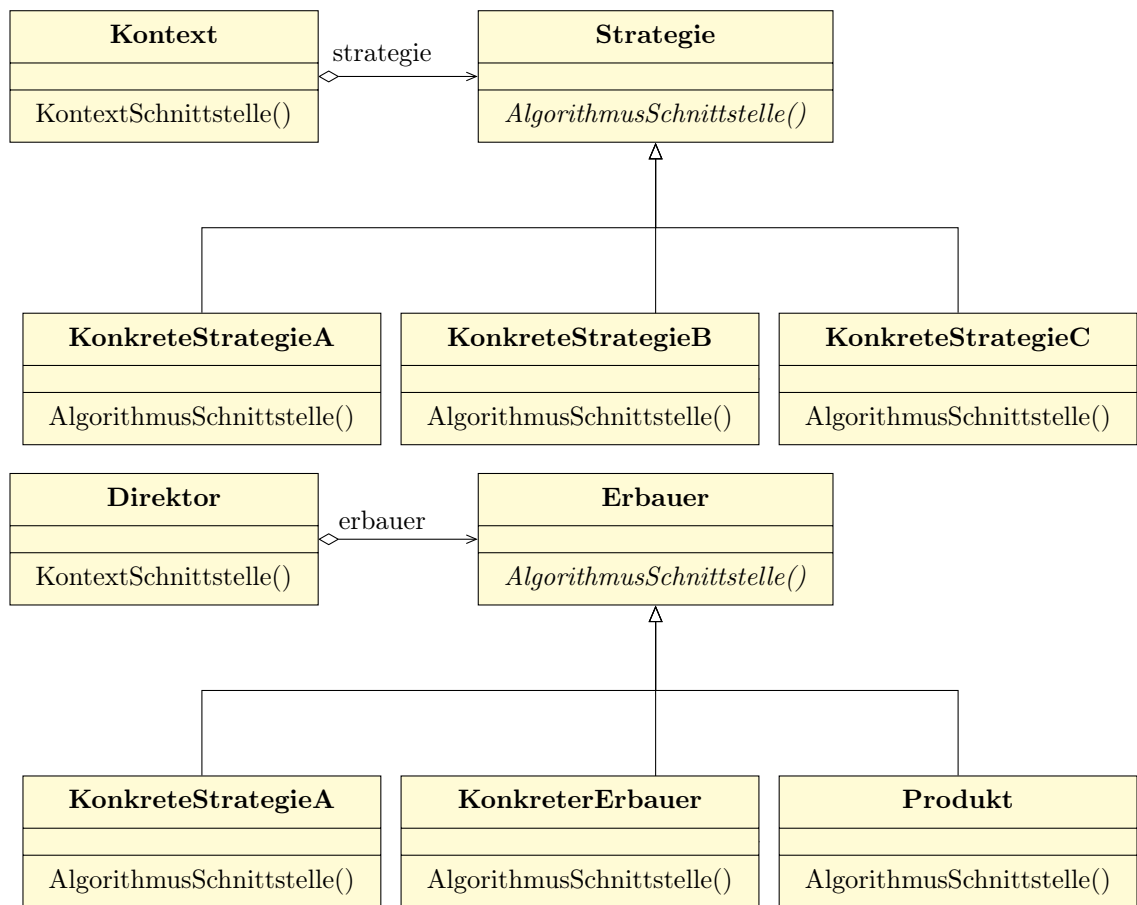 Kontext
strategie
Strategie
KontextSchnittstelle()
AlgorithmusSchnittstelle()
KonkreteStrategieA
KonkreteStrategieB
KonkreteStrategieC
AlgorithmusSchnittstelle()
AlgorithmusSchnittstelle()
AlgorithmusSchnittstelle()
Direktor
erbauer
Erbauer
KontextSchnittstelle()
AlgorithmusSchnittstelle()
KonkreteStrategieA
KonkreterErbauer
Produkt
AlgorithmusSchnittstelle()
AlgorithmusSchnittstelle()
AlgorithmusSchnittstelle()